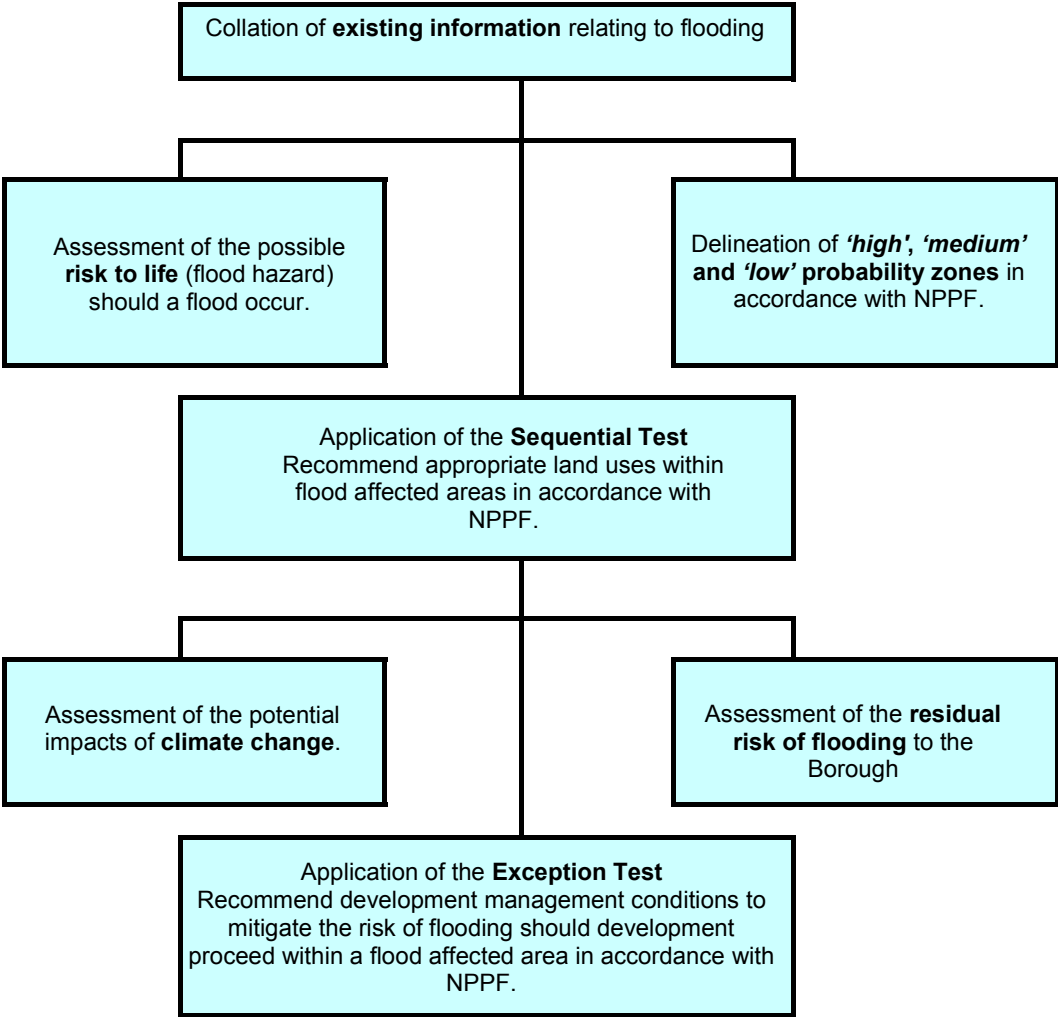 Collation of existing information relating to flooding
Assessment of the possible
risk to life (flood hazard)
should a flood occur.
Delineation of ‘high', ‘medium’
and ‘low’ probability zones in
accordance with NPPF.
Application of the Sequential Test
Recommend appropriate land uses within
flood affected areas in accordance with
NPPF.
Assessment of the potential
impacts of climate change.
Assessment of the residual
risk of flooding to the
Borough
Application of the Exception Test
Recommend development management conditions to
mitigate the risk of flooding should development
proceed within a flood affected area in accordance with
NPPF.